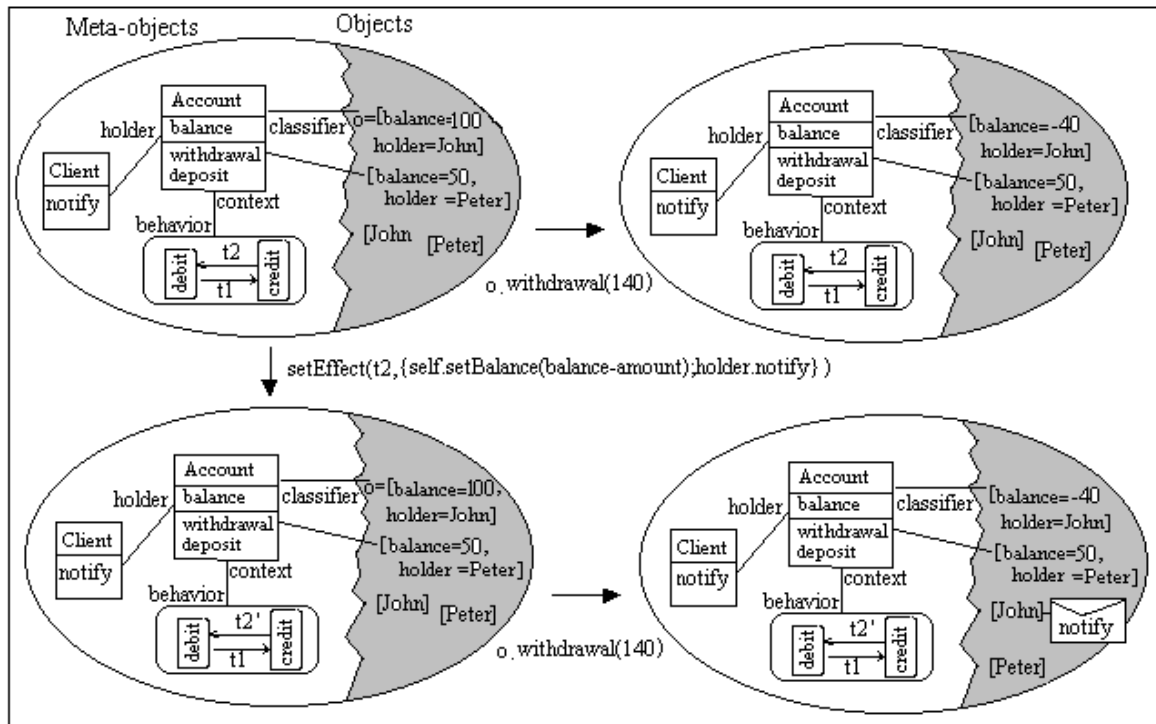 Meta-objects
Objects
Account
balance
withdrawal
deposit
holder
classifier
Client
notify
context
behavior
debit
t2
t1
credit
o=[balance=100
holder=John]
[balance=50,
holder =Peter]
[John
[Peter]
o.withdrawal(140)
Account
balance
withdrawal
deposit
holder
classifier
Client
notify
context
behavior
debit
t2
t1
credit
[balance=-40
holder=John]
[balance=50,
holder =Peter]
[John]
[Peter]
setEffect(t2,{self.setBalance(balance-amount);holder.notify} )
Account
balance
withdrawal
deposit
holder
classifier
Client
notify
context
behavior
debit
t2'
t1
credit
o=[balance=100,
holder=John]
[balance=50,
holder =Peter]
[John]
[Peter]
o.withdrawal(140)
Account
balance
withdrawal
deposit
holder
classifier
Client
notify
context
behavior
debit
t2'
t1
credit
[balance=-40
holder=John]
[balance=50,
holder =Peter]
[John]
notify
[Peter]